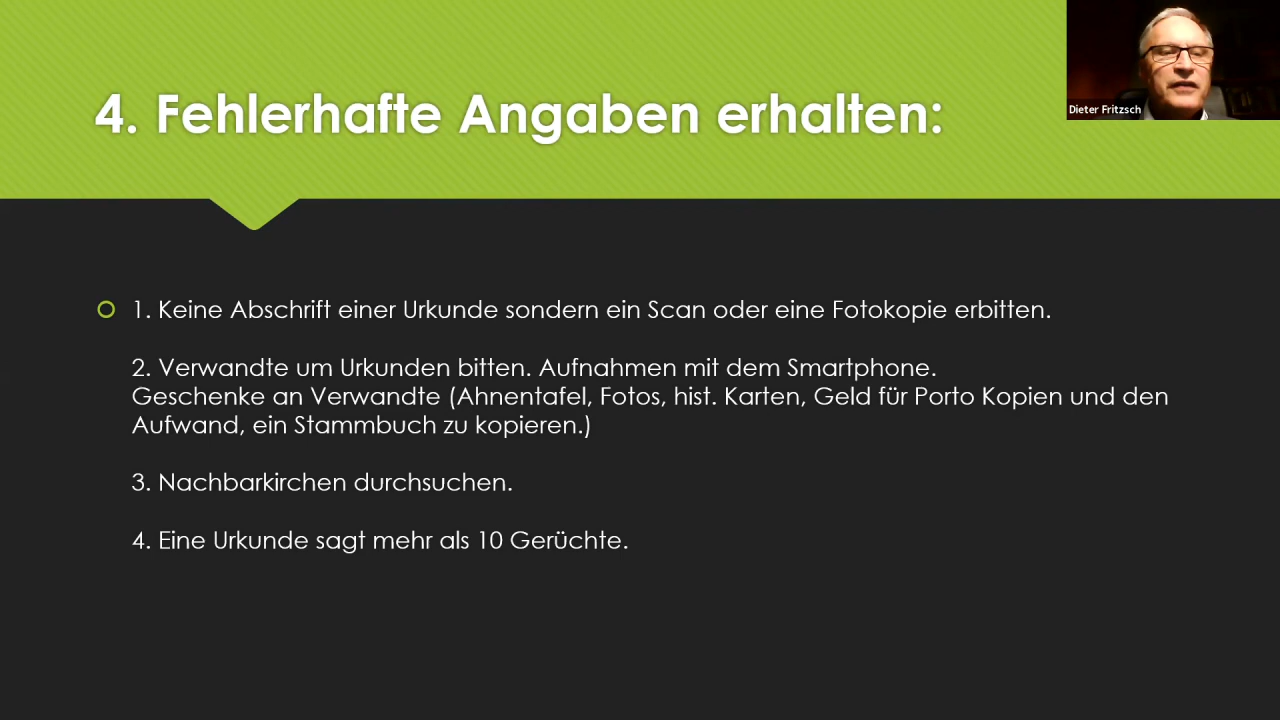 4. Fehlerhafte Angaben erhalten:
Dieter Fritzsch
1. Keine Abschrift einer Urkunde sondern ein Scan oder eine Fotokopie erbitten.
2. Verwandte um Urkunden bitten. Aufnahmen mit dem Smartphone.
Geschenke an Verwandte (Ahnentafel, Fotos, hist. Karten, Geld für Porto Kopien und den
Aufwand, ein Stammbuch zu kopieren.)
3. Nachbarkirchen durchsuchen.
4. Eine Urkunde sagt mehr als 10 Gerüchte.